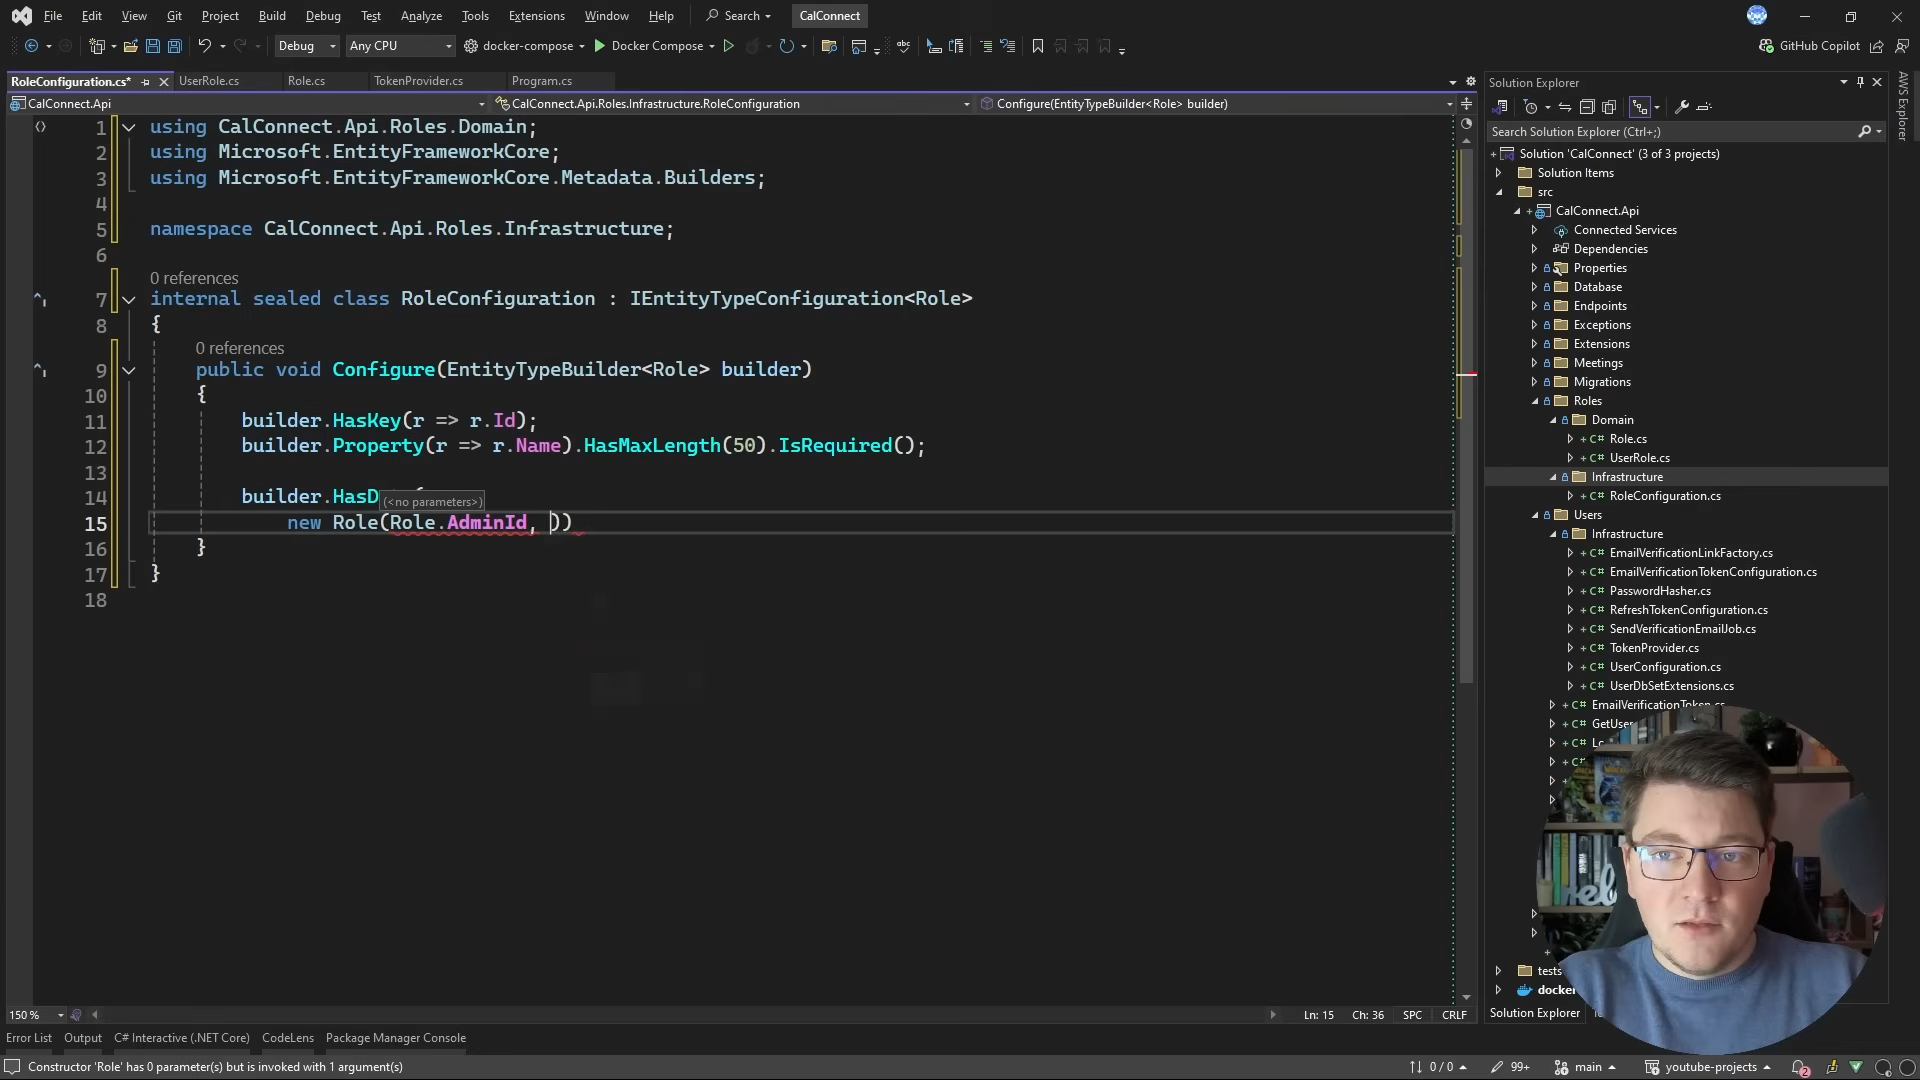 File Edit View Git Project Build Debug Test Analyze Tools Extensions Window Help Search CalConnect
Debug Any CPU docker-compose Docker Compose GitHub Copilot
RoleConfiguration.cs* UserRole.cs Role.cs TokenProvider.cs Program.cs
CalConnect.Api CalConnect.Api.Roles.Infrastructure.RoleConfiguration Configure(EntityTypeBuilder<Role> builder)
1 using CalConnect.Api.Roles.Domain;
2 using Microsoft.EntityFrameworkCore;
3 using Microsoft.EntityFrameworkCore.Metadata.Builders;
4
5 namespace CalConnect.Api.Roles.Infrastructure;
6
0 references
7 internal sealed class RoleConfiguration : IEntityTypeConfiguration<Role>
8 {
0 references
9 public void Configure(EntityTypeBuilder<Role> builder)
10 {
11 builder.HasKey(r => r.Id);
12 builder.Property(r => r.Name).HasMaxLength(50).IsRequired();
13
14 builder.HasD
(<no parameters>)
15 new Role(Role.AdminId, ))
16 }
17 }
18
150 % Ln: 15 Ch: 36 SPC CRLF
Error List Output C# Interactive (.NET Core) CodeLens Package Manager Console
Constructor 'Role' has 0 parameter(s) but is invoked with 1 argument(s) 0 / 0 99+ main youtube-projects 2
Solution Explorer
Search Solution Explorer (Ctrl+;)
Solution 'CalConnect' (3 of 3 projects)
Solution Items
src
CalConnect.Api
Connected Services
Dependencies
Properties
Database
Endpoints
Exceptions
Extensions
Meetings
Migrations
Roles
Domain
C# Role.cs
C# UserRole.cs
Infrastructure
C# RoleConfiguration.cs
Users
Infrastructure
C# EmailVerificationLinkFactory.cs
C# EmailVerificationTokenConfiguration.cs
C# PasswordHasher.cs
C# RefreshTokenConfiguration.cs
C# SendVerificationEmailJob.cs
C# TokenProvider.cs
C# UserConfiguration.cs
C# UserDbSetExtensions.cs
C# EmailVerificationToken.cs
C# GetUse
C# Lo
tests
docker
Solution Explorer
AWS Explorer